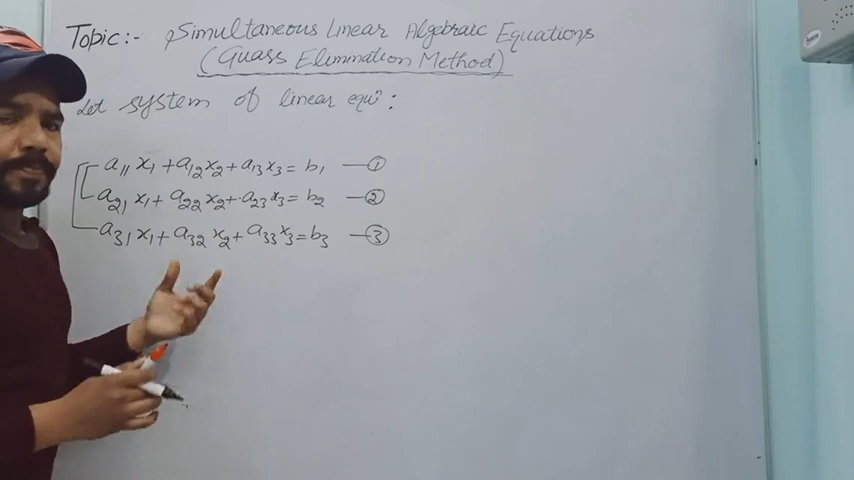 Topic:- Simultaneous Linear Algebraic Equations
(Guass Elimination Method)
Let system of linear equⁿ:
a₁₁ x₁ + a₁₂ x₂ + a₁₃ x₃ = b₁ —①
a₂₁ x₁ + a₂₂ x₂ + a₂₃ x₃ = b₂ —②
a₃₁ x₁ + a₃₂ x₂ + a₃₃ x₃ = b₃ —③